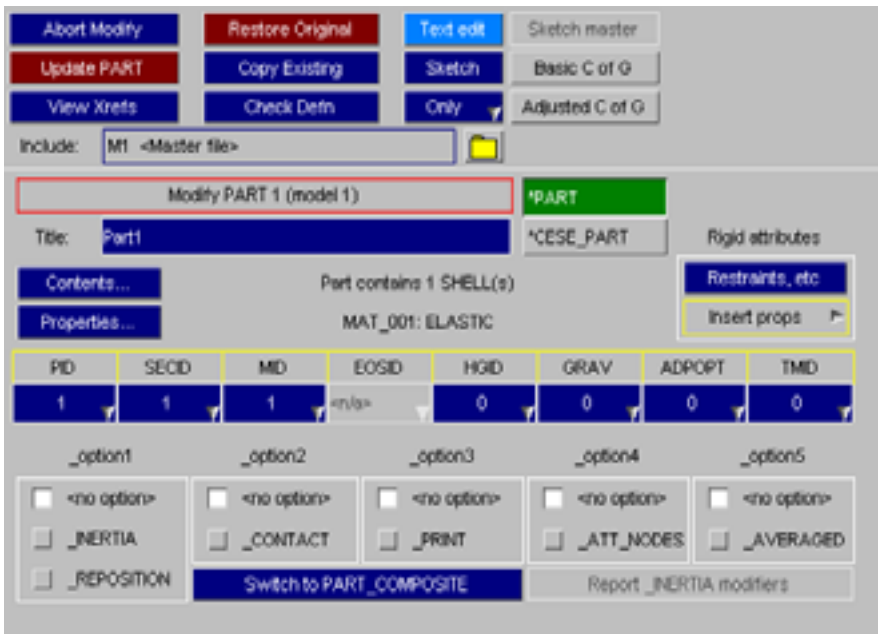 Abort Modify Restore Original Text edit Sketch master
Update PART Copy Existing Sketch Basic C of G
View Xrefs Check Defn Only Adjusted C of G
Include: M1 <Master file>
Modify PART 1 (model 1) *PART
Title: Part1 *CESE_PART Rigid attributes
Contents... Part contains 1 SHELL(s) Restraints, etc
Properties... MAT_001: ELASTIC Insert props
PID SECID MID EOSID HGID GRAV ADPOPT TMID
1 1 1 <n/a> 0 0 0 0
_option1 _option2 _option3 _option4 _option5
<no option> <no option> <no option> <no option> <no option>
_INERTIA _CONTACT _PRINT _ATT_NODES _AVERAGED
_REPOSITION Switch to PART_COMPOSITE Report _INERTIA modifiers